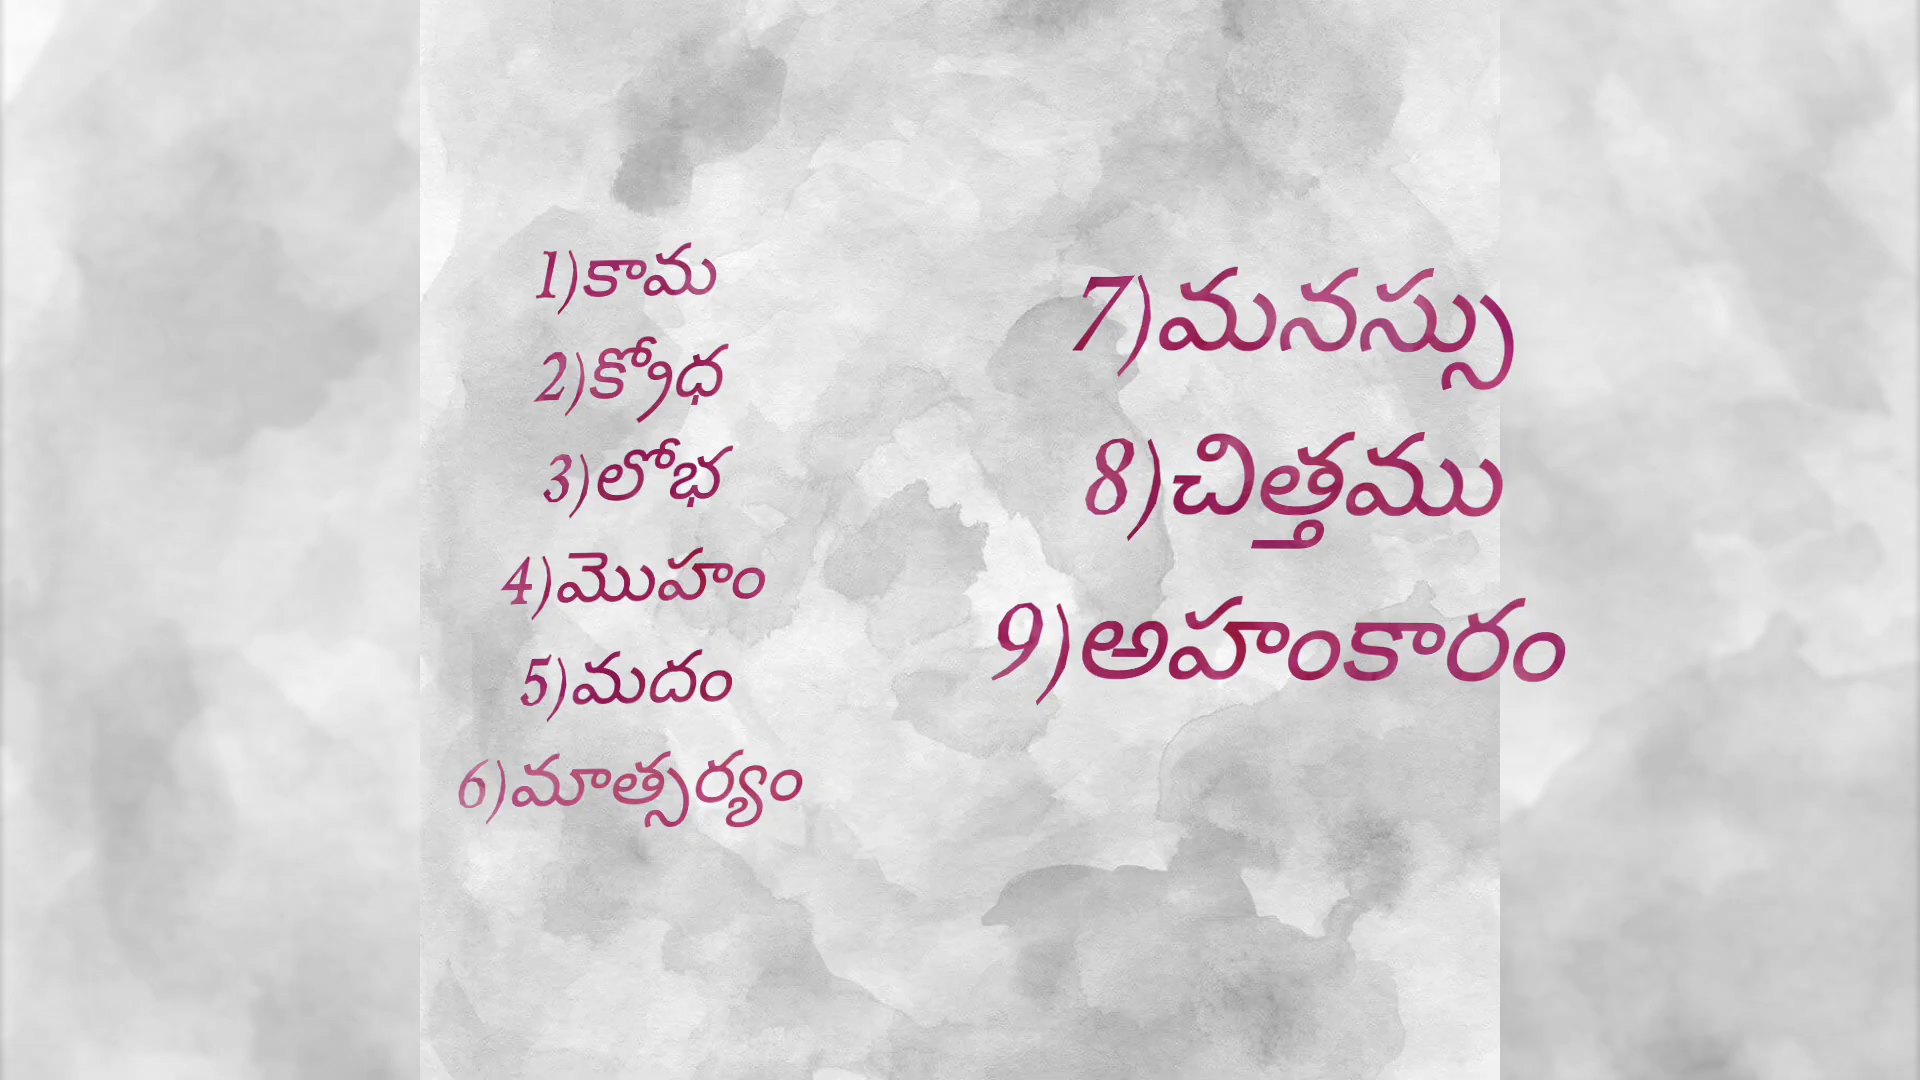 1)కామ
2)క్రోధ
3)లోభ
4)మొహం
5)మదం
6)మాత్సర్యం
7)మనస్సు
8)చిత్తము
9)అహంకారం